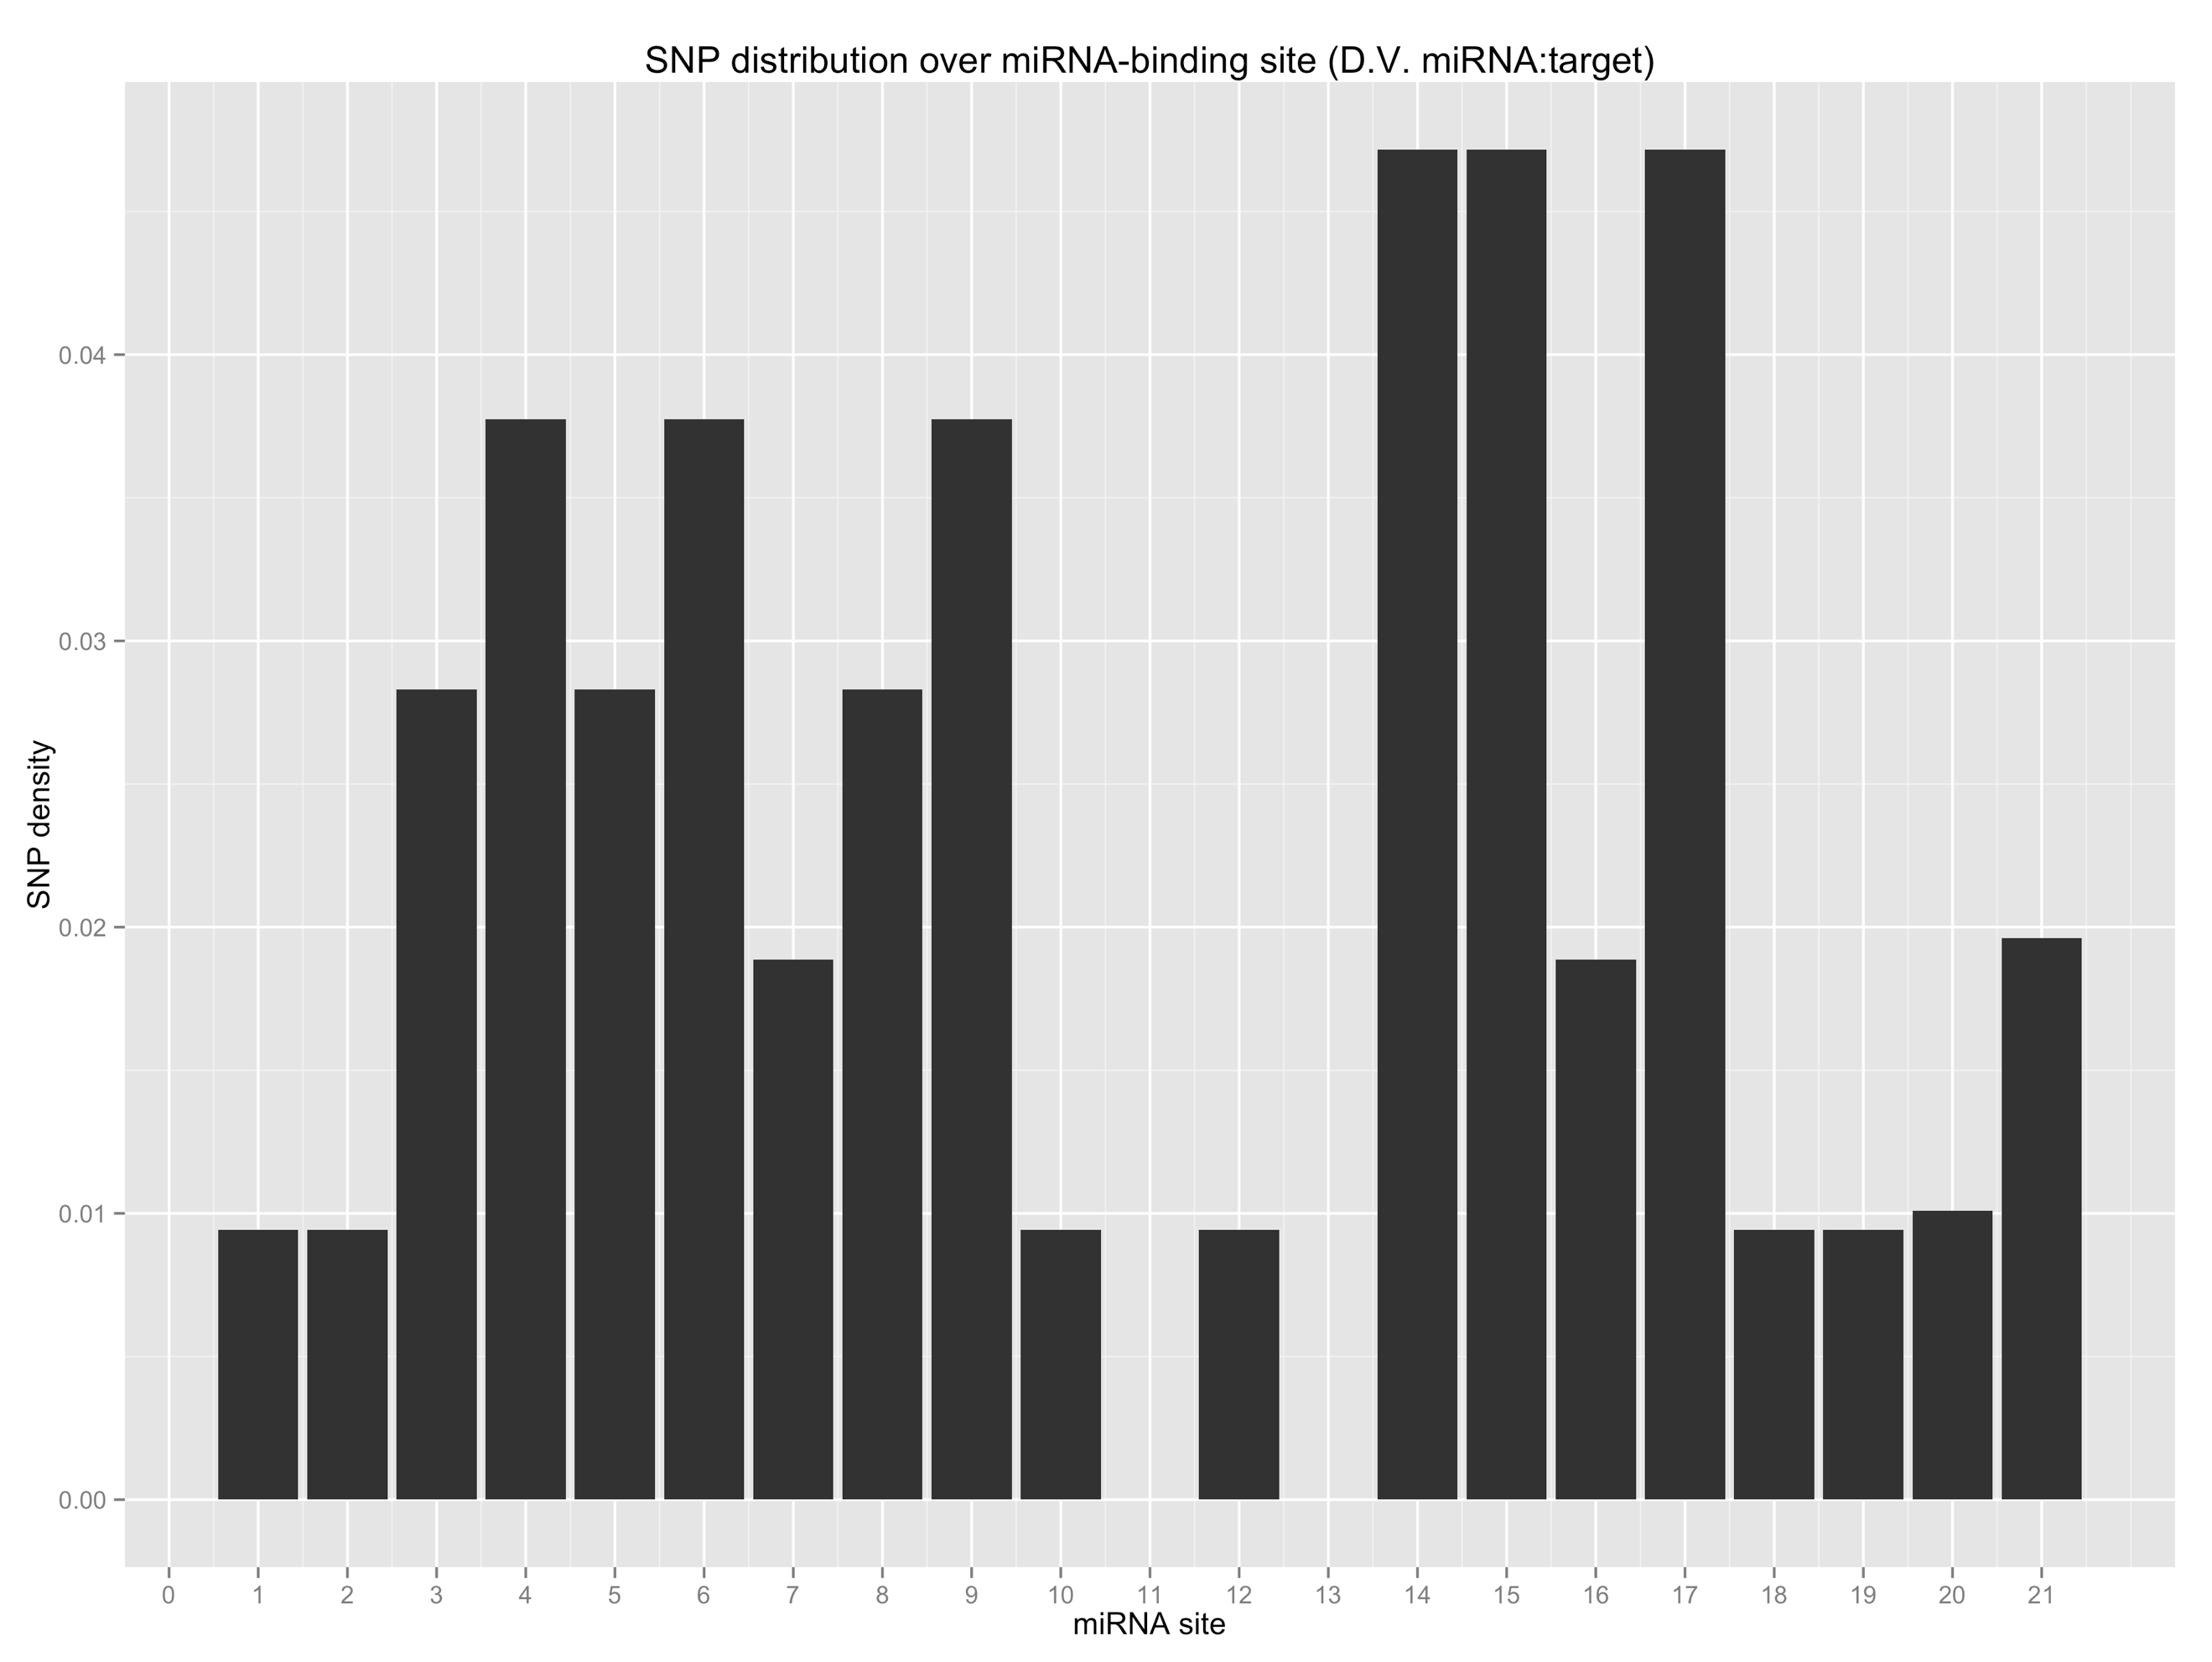 SNP distribution over miRNA-binding site (D.V. miRNA:target)
SNP density
0.04
0.03
0.02
0.01
0.00
0 1 2 3 4 5 6 7 8 9 10 11 12 13 14 15 16 17 18 19 20 21
miRNA site